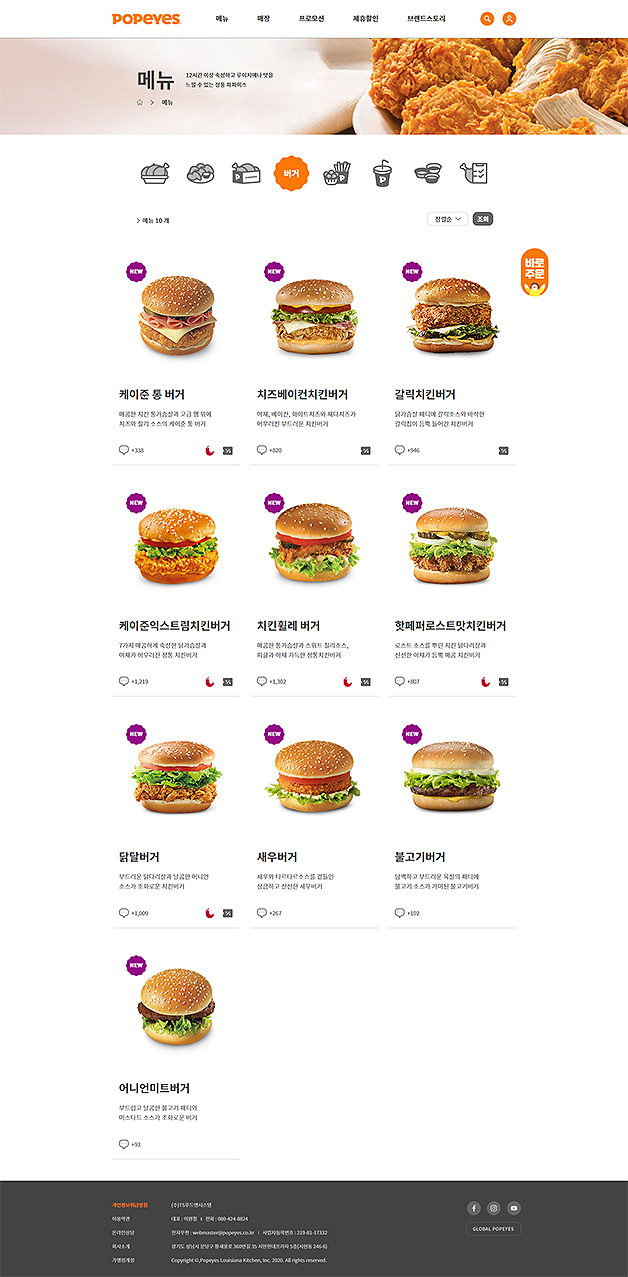 POPEYES
메뉴 매장 프로모션 제휴할인 브랜드스토리
메뉴
12시간 이상 숙성하고 루이지애나 맛을
느낄 수 있는 정통 파파이스
메뉴
버거
메뉴 10 개
정렬순 조회
바로
주문
NEW NEW NEW
케이준 통 버거
매콤한 치킨 통가슴살과 고급 햄 위에
치즈와 칠리 소스의 케이준 통 버거
+338
치즈베이컨치킨버거
야채, 베이컨, 화이트치즈와 체다치즈가
어우러진 부드러운 치킨버거
+820
갈릭치킨버거
닭가슴살 패티에 갈릭소스와 바삭한
갈릭칩이 듬뿍 들어간 치킨버거
+946
NEW NEW NEW
케이준익스트림치킨버거
7가지 매콤하게 숙성한 닭가슴살과
야채가 어우러진 정통 치킨버거
+1,219
치킨휠레 버거
매콤한 통가슴살과 스위트 칠리소스,
피클과 야채 가득한 정통치킨버거
+1,302
핫페퍼로스트맛치킨버거
로스트 소스를 뿌린 치킨 닭다리살과
신선한 야채가 듬뿍 매콤 치킨버거
+807
NEW NEW NEW
닭달버거
부드러운 닭다리살과 달콤한 어니언
소스가 조화로운 치킨버거
+1,009
새우버거
새우와 타르타르소스를 곁들인
상큼하고 신선한 새우버거
+267
불고기버거
담백하고 부드러운 육질의 패티에
불고기 소스가 가미된 불고기버거
+102
NEW
어니언미트버거
부드럽고 달콤한 불고기 패티와
머스타드 소스가 조화로운 버거
+93
개인정보취급방침 (주)TS푸드앤시스템
이용약관 대표 : 이원철 I 전화 : 080-424-8824
온라인상담 전자우편 : webmaster@popeyes.co.kr I 사업자등록번호 : 219-81-17332
회사소개 경기도 성남시 분당구 황새울로 360번길 35 서현현대프라자 5층(서현동 246-6)
가맹점개설 Copyright ©,Popeyes Louisiana Kitchen, Inc. 2020. All rights reserved.
GLOBAL POPEYES